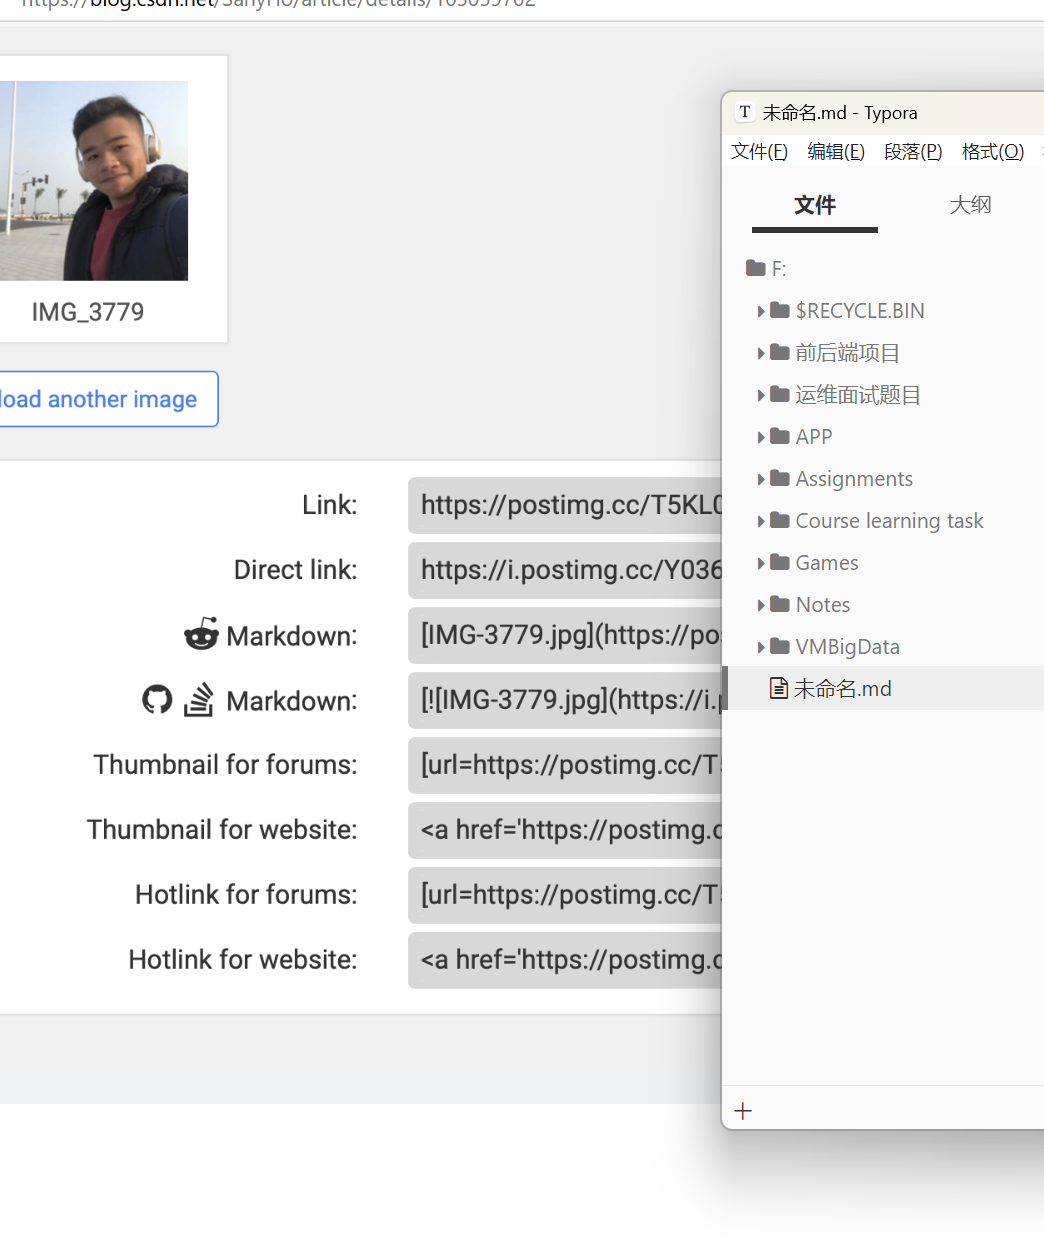 https://blog.csdn.net/SanyHo/article/details/105059702
IMG_3779
load another image
Link: https://postimg.cc/T5KL0
Direct link: https://i.postimg.cc/Y036
Markdown: [IMG-3779.jpg](https://po
Markdown: [![IMG-3779.jpg](https://i.
Thumbnail for forums: [url=https://postimg.cc/T
Thumbnail for website: <a href='https://postimg.c
Hotlink for forums: [url=https://postimg.cc/T
Hotlink for website: <a href='https://postimg.c
T 未命名.md - Typora
文件(F) 编辑(E) 段落(P) 格式(O)
文件 大纲
F:
$RECYCLE.BIN
前后端项目
运维面试题目
APP
Assignments
Course learning task
Games
Notes
VMBigData
未命名.md